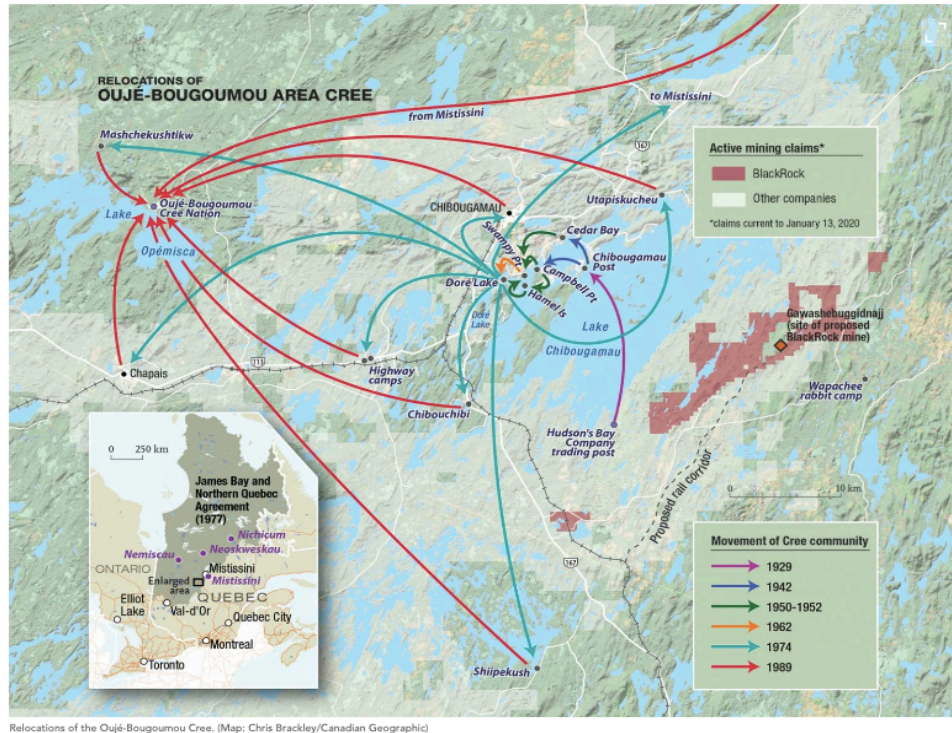 RELOCATIONS OF
OUJÉ-BOUGOUMOU AREA CREE
from Mistissini
to Mistissini
Mashchekushtikw
167
Active mining claims*
BlackRock
Other companies
*claims current to January 13, 2020
Oujé-Bougoumou
Cree Nation
Lake
Opémisca
CHIBOUGAMAU
Utapiskucheu
Swampy Pt
Cedar Bay
Chibougamau
Post
Campbell Pt
Doré Lake
Hamel Is
Doré
Lake
Lake
Chibougamau
Gawashebuggidnajj
(site of proposed
BlackRock mine)
113
Chapais
Highway
camps
Wapachee
rabbit camp
Chibouchibi
Hudson's Bay
Company
trading post
0 250 km
James Bay and
Northern Quebec
Agreement
(1977)
Nichicum
Neoskweskau
Nemiscau
Mistissini
Mistissini
ONTARIO
Enlarged
area
QUEBEC
Elliot
Lake
Val-d'Or
Quebec City
Montreal
Toronto
0 10 km
Proposed rail corridor
167
Shiipekush
Movement of Cree community
1929
1942
1950-1952
1962
1974
1989
Relocations of the Oujé-Bougoumou Cree. (Map: Chris Brackley/Canadian Geographic)